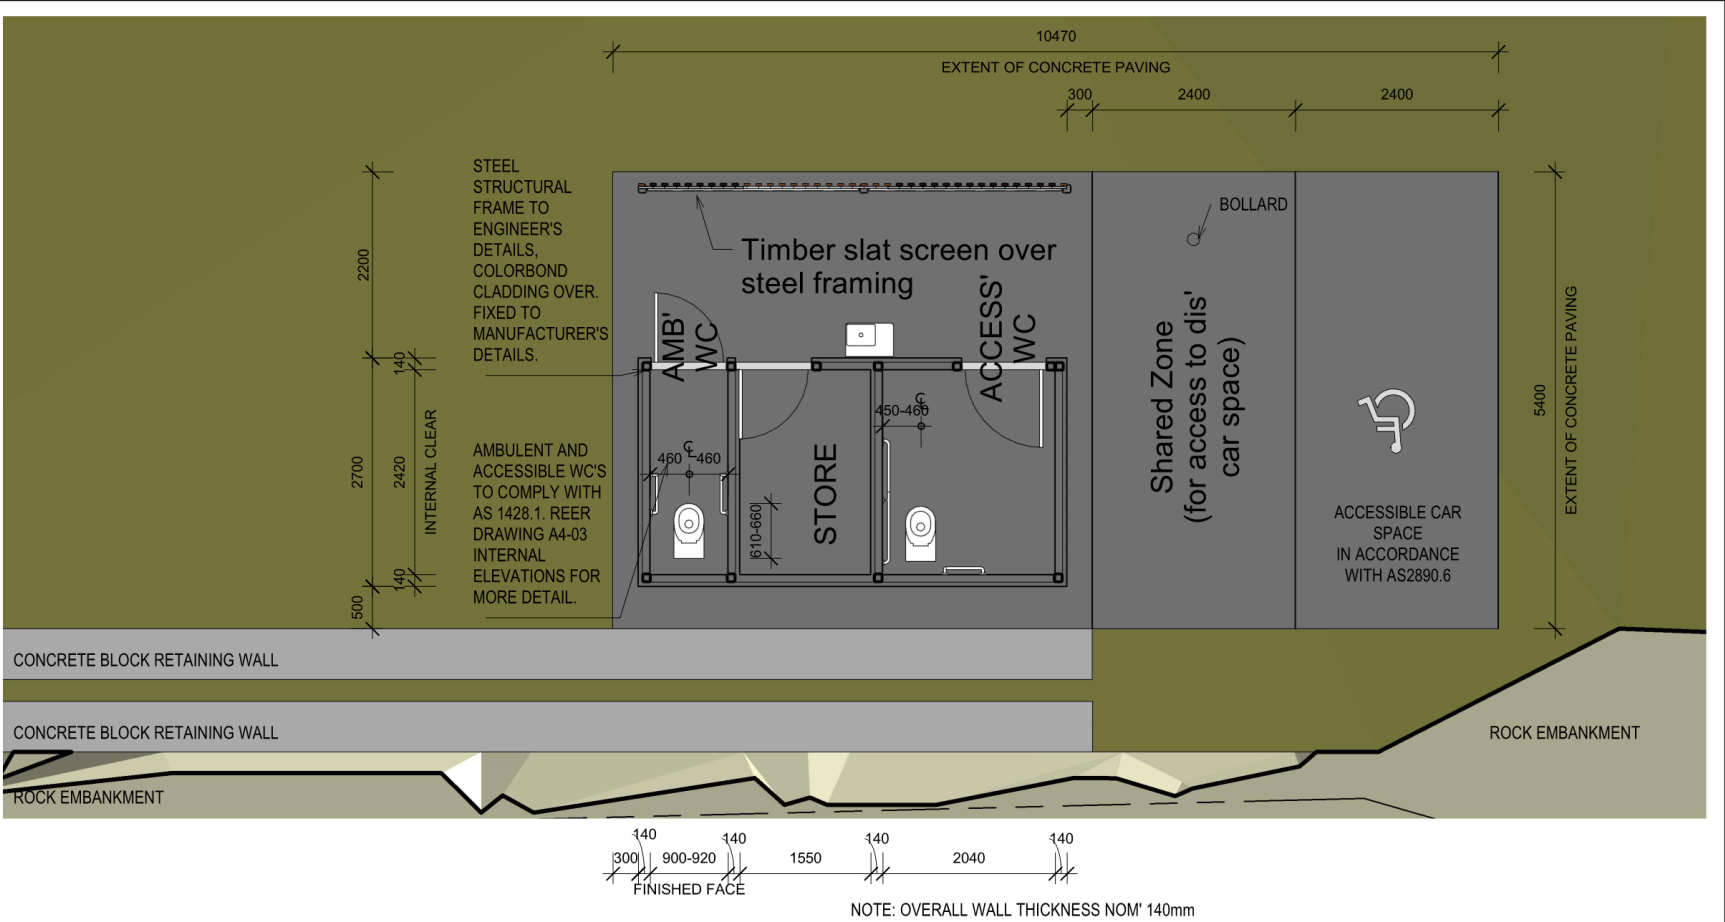 10470
EXTENT OF CONCRETE PAVING
300
2400
2400
STEEL
STRUCTURAL
FRAME TO
ENGINEER'S
DETAILS,
COLORBOND
CLADDING OVER.
FIXED TO
MANUFACTURER'S
DETAILS.
BOLLARD
Timber slat screen over
steel framing
2200
140
2700
2420
INTERNAL CLEAR
140
500
AMB'
WC
ACCESS'
WC
Shared Zone
(for access to dis'
car space)
5400
EXTENT OF CONCRETE PAVING
AMBULENT AND
ACCESSIBLE WC'S
TO COMPLY WITH
AS 1428.1. REER
DRAWING A4-03
INTERNAL
ELEVATIONS FOR
MORE DETAIL.
460 ℄ 460
610-660
STORE
℄
450-460
ACCESSIBLE CAR
SPACE
IN ACCORDANCE
WITH AS2890.6
CONCRETE BLOCK RETAINING WALL
CONCRETE BLOCK RETAINING WALL
ROCK EMBANKMENT
ROCK EMBANKMENT
140
140
140
140
300
900-920
1550
2040
FINISHED FACE
NOTE: OVERALL WALL THICKNESS NOM' 140mm